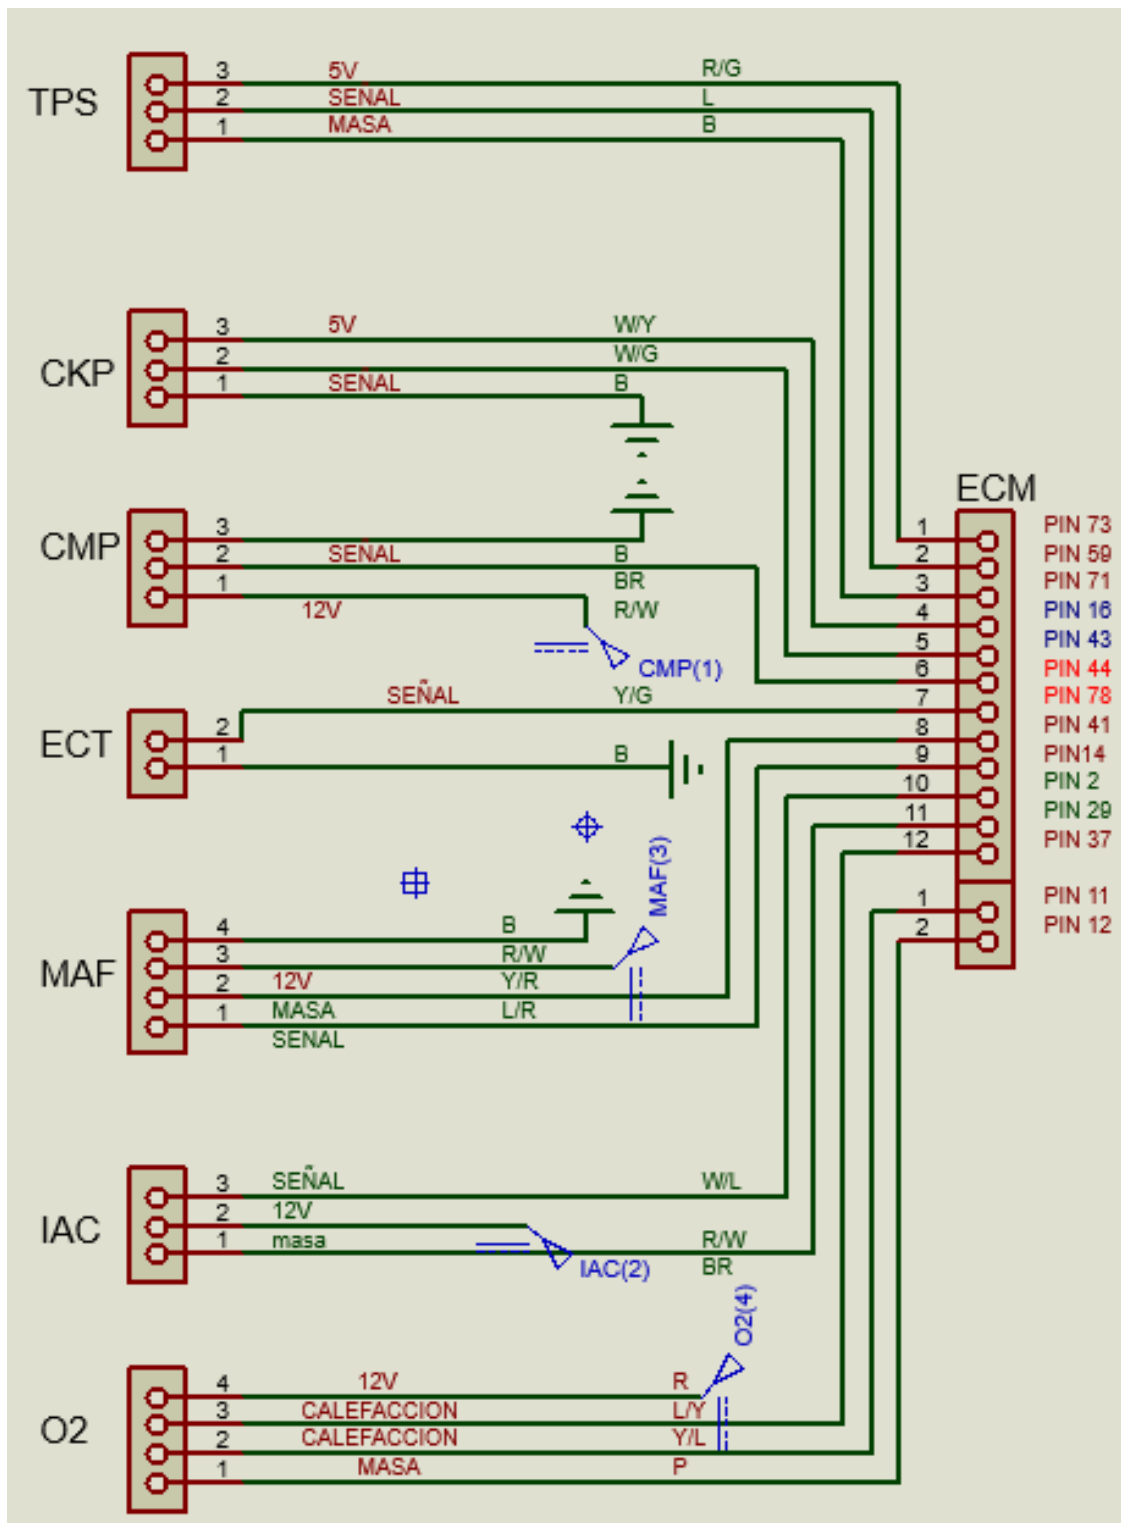 3 5V R/G
TPS 2 SENAL L
1 MASA B
3 5V W/Y
CKP 2 W/G
1 SENAL B
ECM
3
CMP 2 SENAL B
1 BR
12V R/W
CMP(1)
1 PIN 73
2 PIN 59
3 PIN 71
4 PIN 16
5 PIN 43
6 PIN 44
7 PIN 78
8 PIN 41
9 PIN14
10 PIN 2
11 PIN 29
12 PIN 37
1 PIN 11
2 PIN 12
SEÑAL Y/G
ECT 2
1 B
MAF(3)
4 B
MAF 3 R/W
2 12V Y/R
1 MASA L/R
SENAL
3 SEÑAL W/L
IAC 2 12V
1 masa R/W
IAC(2) BR
O2(4)
4 12V R
O2 3 CALEFACCION L/Y
2 CALEFACCION Y/L
1 MASA P